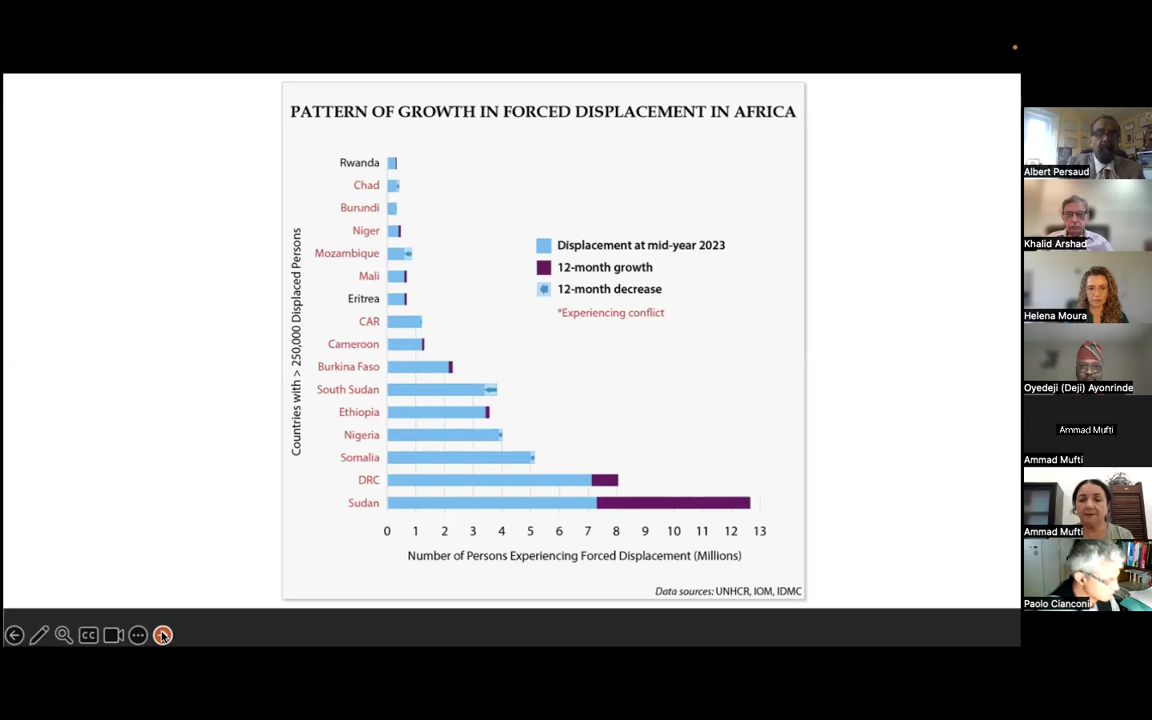 PATTERN OF GROWTH IN FORCED DISPLACEMENT IN AFRICA
Countries with > 250,000 Displaced Persons
Rwanda
Chad
Burundi
Niger
Mozambique
Mali
Eritrea
CAR
Cameroon
Burkina Faso
South Sudan
Ethiopia
Nigeria
Somalia
DRC
Sudan
Displacement at mid-year 2023
12-month growth
12-month decrease
*Experiencing conflict
0 1 2 3 4 5 6 7 8 9 10 11 12 13
Number of Persons Experiencing Forced Displacement (Millions)
Data sources: UNHCR, IOM, IDMC
CC
Albert Persaud
Khalid Arshad
Helena Moura
Oyedeji (Deji) Ayonrinde
Ammad Mufti
Ammad Mufti
Ammad Mufti
Paolo Cianconi